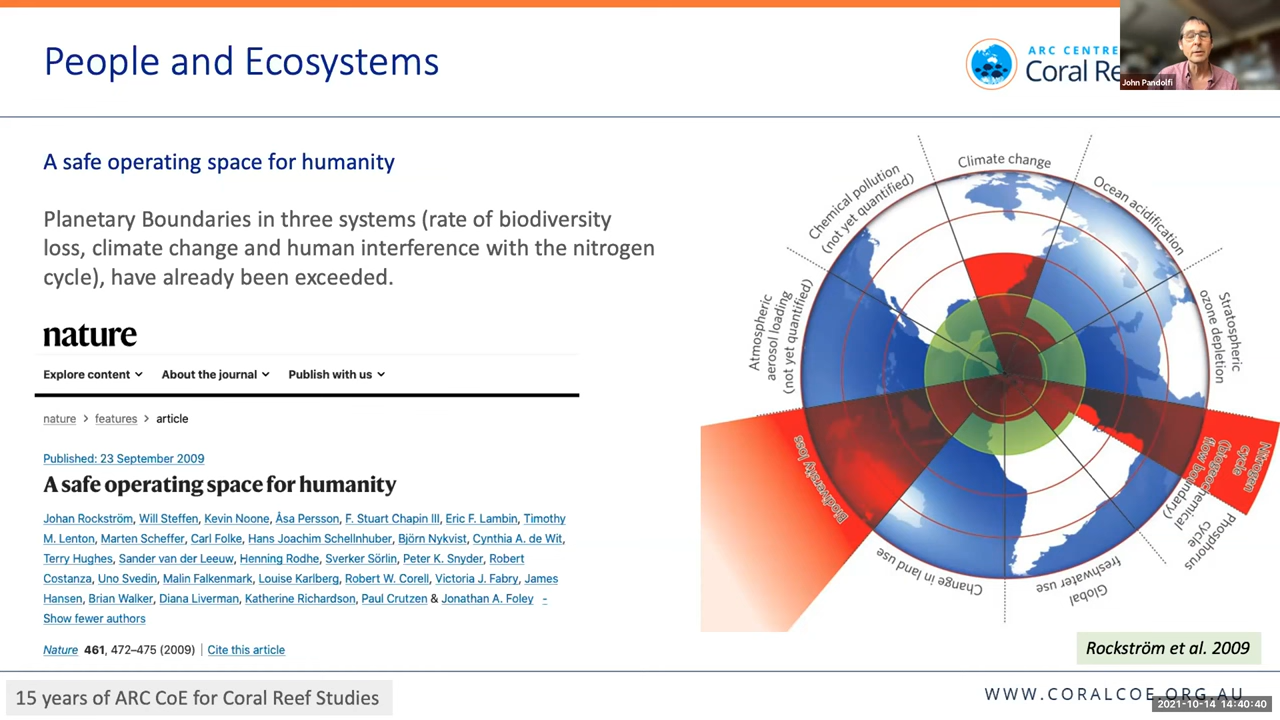 People and Ecosystems
ARC CENTRE
Coral Re
John Pandolfi
A safe operating space for humanity
Planetary Boundaries in three systems (rate of biodiversity
loss, climate change and human interference with the nitrogen
cycle), have already been exceeded.
nature
Explore content
About the journal
Publish with us
nature > features > article
Published: 23 September 2009
A safe operating space for humanity
Johan Rockström, Will Steffen, Kevin Noone, Åsa Persson, F. Stuart Chapin III, Eric F. Lambin, Timothy
M. Lenton, Marten Scheffer, Carl Folke, Hans Joachim Schellnhuber, Björn Nykvist, Cynthia A. de Wit,
Terry Hughes, Sander van der Leeuw, Henning Rodhe, Sverker Sörlin, Peter K. Snyder, Robert
Costanza, Uno Svedin, Malin Falkenmark, Louise Karlberg, Robert W. Corell, Victoria J. Fabry, James
Hansen, Brian Walker, Diana Liverman, Katherine Richardson, Paul Crutzen & Jonathan A. Foley -
Show fewer authors
Nature 461, 472–475 (2009) | Cite this article
Climate change
Ocean acidification
Stratospheric
ozone depletion
Nitrogen
cycle
(biogeochemical
flow boundary)
Phosphorus
cycle
Global
freshwater use
Change in land use
Biodiversity loss
Atmospheric
aerosol loading
(not yet quantified)
Chemical pollution
(not yet quantified)
Rockström et al. 2009
15 years of ARC CoE for Coral Reef Studies
WWW.CORALCOE.ORG.AU
2021-10-14 14:40:40